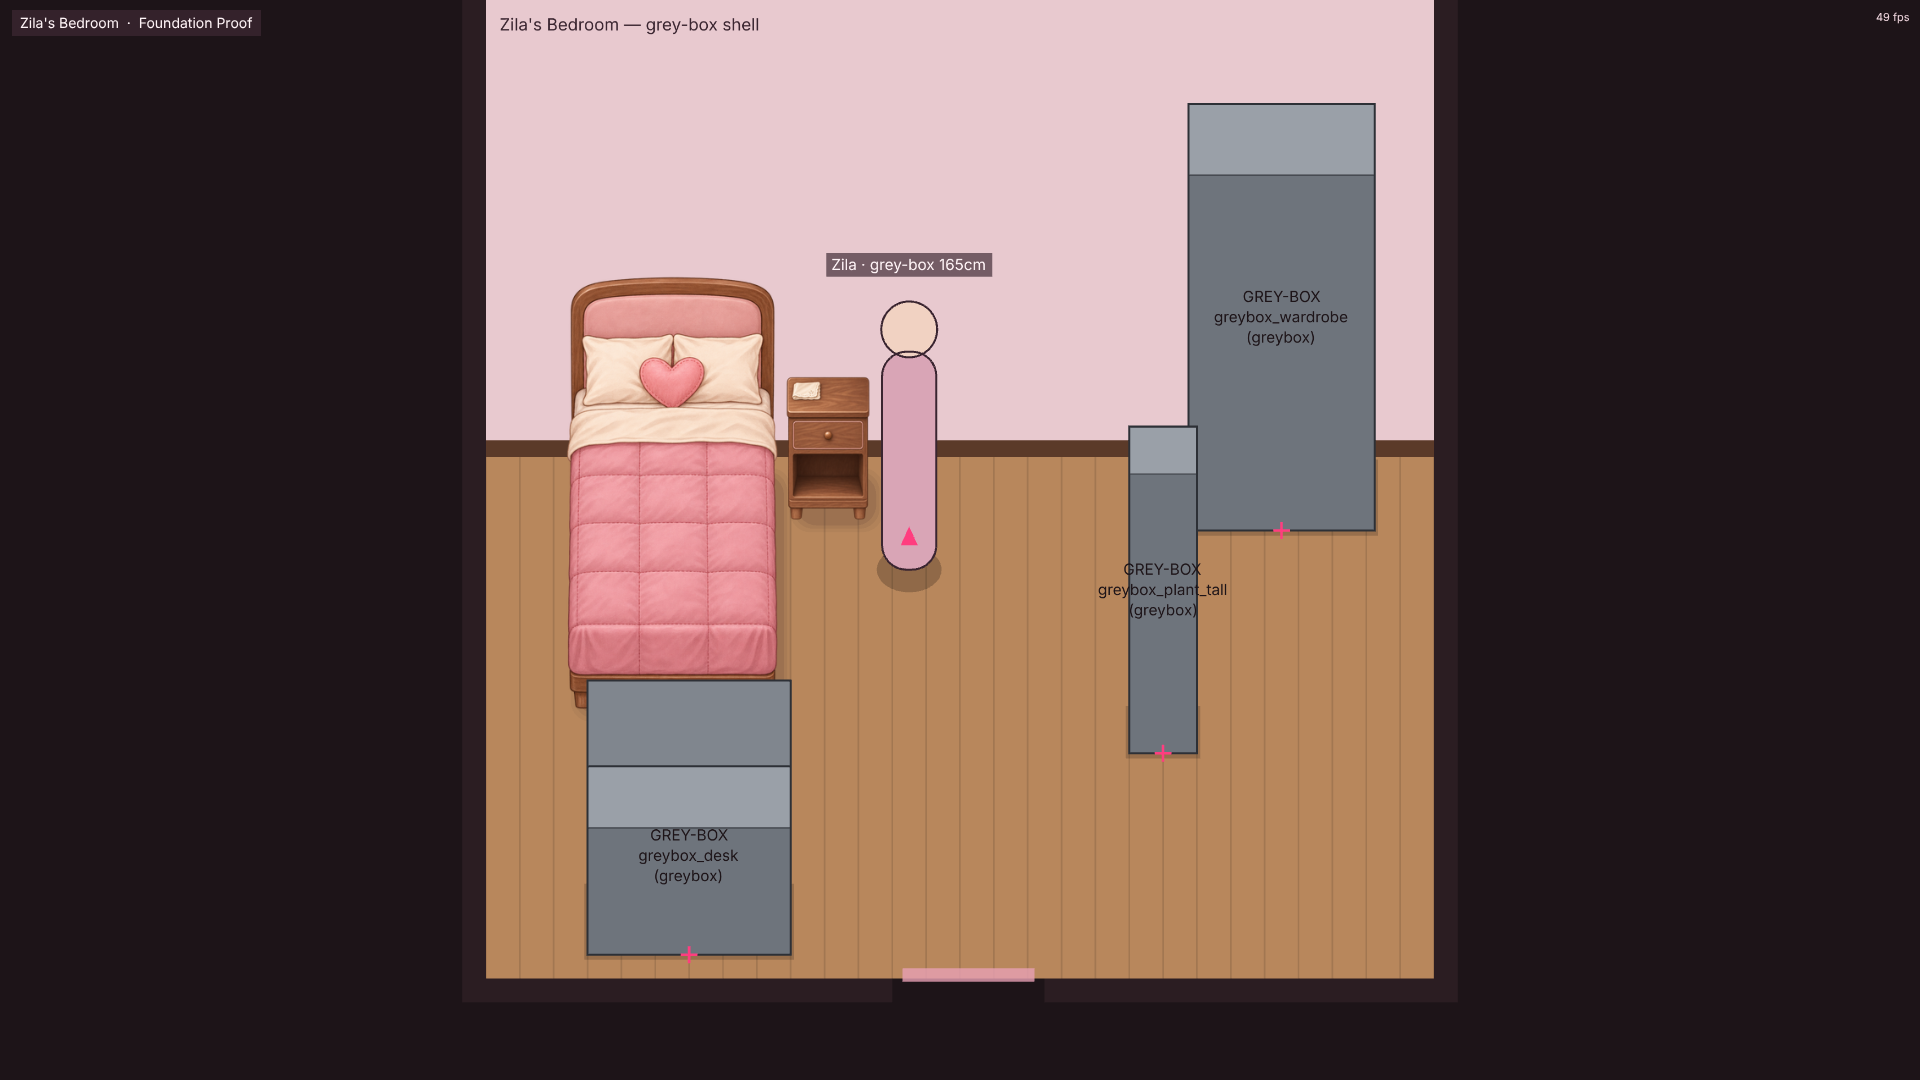 Zila's Bedroom · Foundation Proof
49 fps
Zila's Bedroom — grey-box shell
Zila · grey-box 165cm
GREY-BOX
greybox_wardrobe
(greybox)
GREY-BOX
greybox_plant_tall
(greybox)
GREY-BOX
greybox_desk
(greybox)